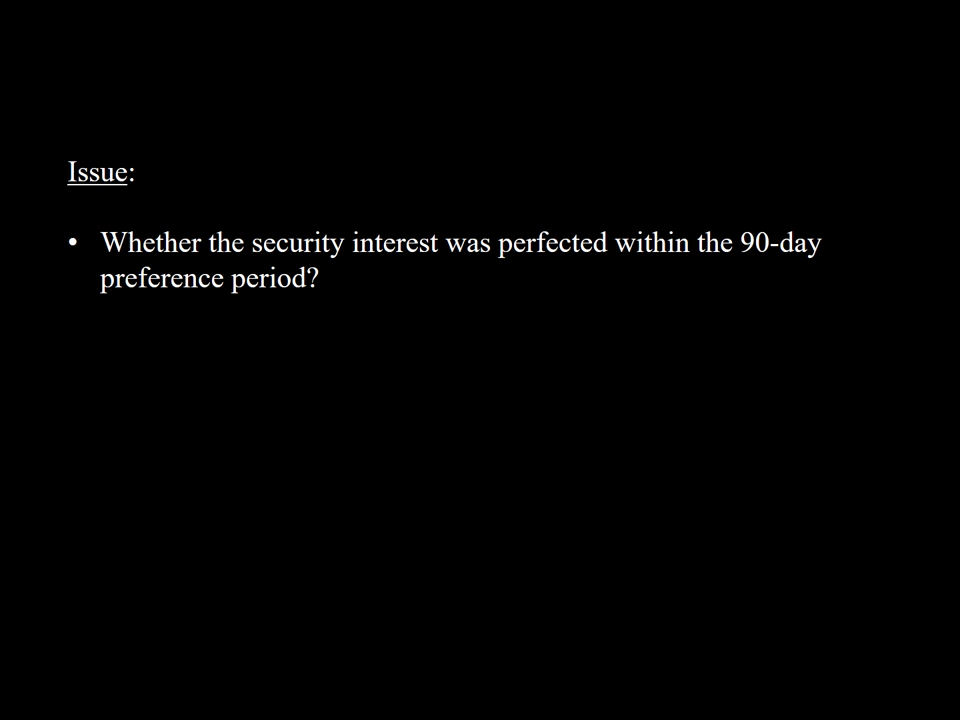 Issue:
• Whether the security interest was perfected within the 90-day
preference period?